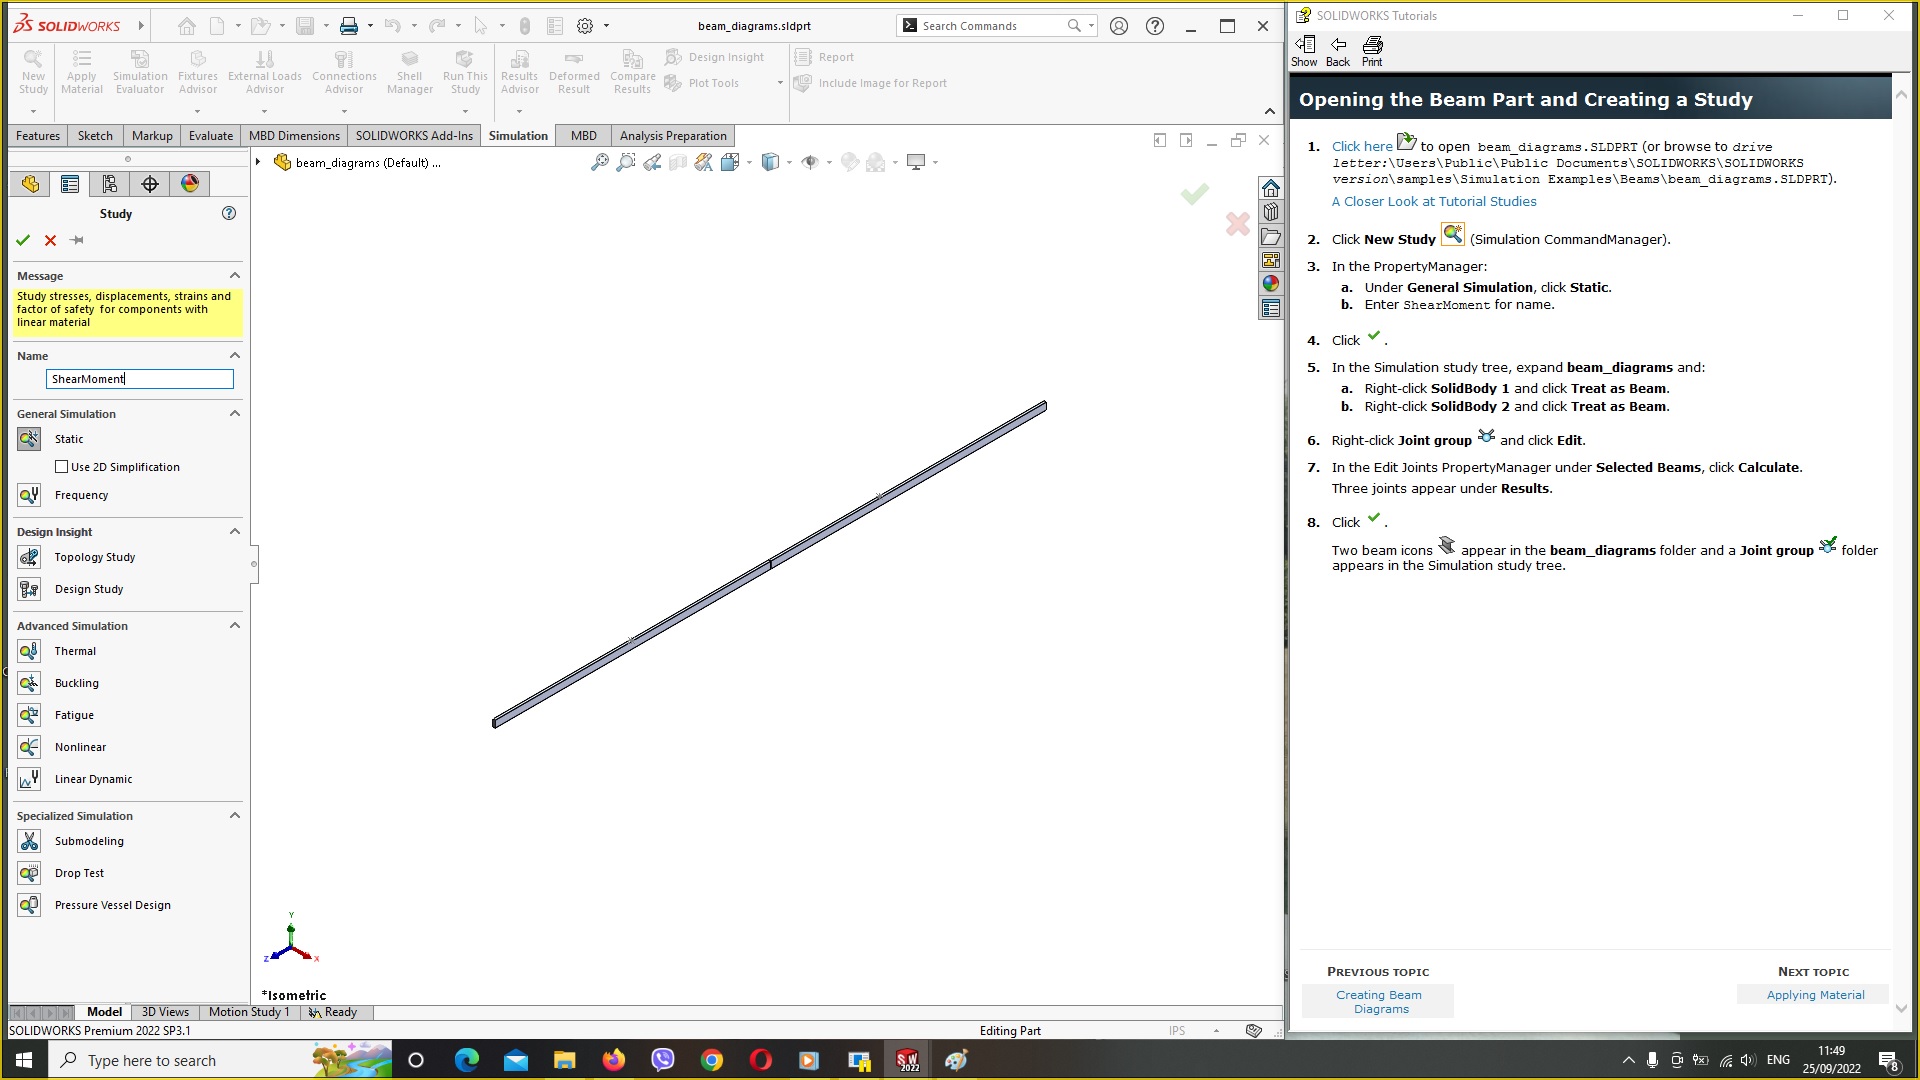 SOLIDWORKS
beam_diagrams.sldprt
Search Commands
New Study
Apply Material
Simulation Evaluator
Fixtures Advisor
External Loads Advisor
Connections Advisor
Shell Manager
Run This Study
Results Advisor
Deformed Result
Compare Results
Design Insight
Plot Tools
Report
Include Image for Report
Features
Sketch
Markup
Evaluate
MBD Dimensions
SOLIDWORKS Add-Ins
Simulation
MBD
Analysis Preparation
beam_diagrams (Default) ...
Study
Message
Study stresses, displacements, strains and
factor of safety for components with
linear material
Name
ShearMoment
General Simulation
Static
Use 2D Simplification
Frequency
Design Insight
Topology Study
Design Study
Advanced Simulation
Thermal
Buckling
Fatigue
Nonlinear
Linear Dynamic
Specialized Simulation
Submodeling
Drop Test
Pressure Vessel Design
Y
Z
X
*Isometric
Model
3D Views
Motion Study 1
Ready
SOLIDWORKS Premium 2022 SP3.1
Editing Part
IPS
SOLIDWORKS Tutorials
Show
Back
Print
Opening the Beam Part and Creating a Study
1. Click here to open beam_diagrams.SLDPRT (or browse to drive
letter:\Users\Public\Public Documents\SOLIDWORKS\SOLIDWORKS
version\samples\Simulation Examples\Beams\beam_diagrams.SLDPRT).
A Closer Look at Tutorial Studies
2. Click New Study (Simulation CommandManager).
3. In the PropertyManager:
a. Under General Simulation, click Static.
b. Enter ShearMoment for name.
4. Click .
5. In the Simulation study tree, expand beam_diagrams and:
a. Right-click SolidBody 1 and click Treat as Beam.
b. Right-click SolidBody 2 and click Treat as Beam.
6. Right-click Joint group and click Edit.
7. In the Edit Joints PropertyManager under Selected Beams, click Calculate.
Three joints appear under Results.
8. Click .
Two beam icons appear in the beam_diagrams folder and a Joint group folder
appears in the Simulation study tree.
PREVIOUS TOPIC
Creating Beam
Diagrams
NEXT TOPIC
Applying Material
Type here to search
SW
2022
ENG
11:49
25/09/2022
8